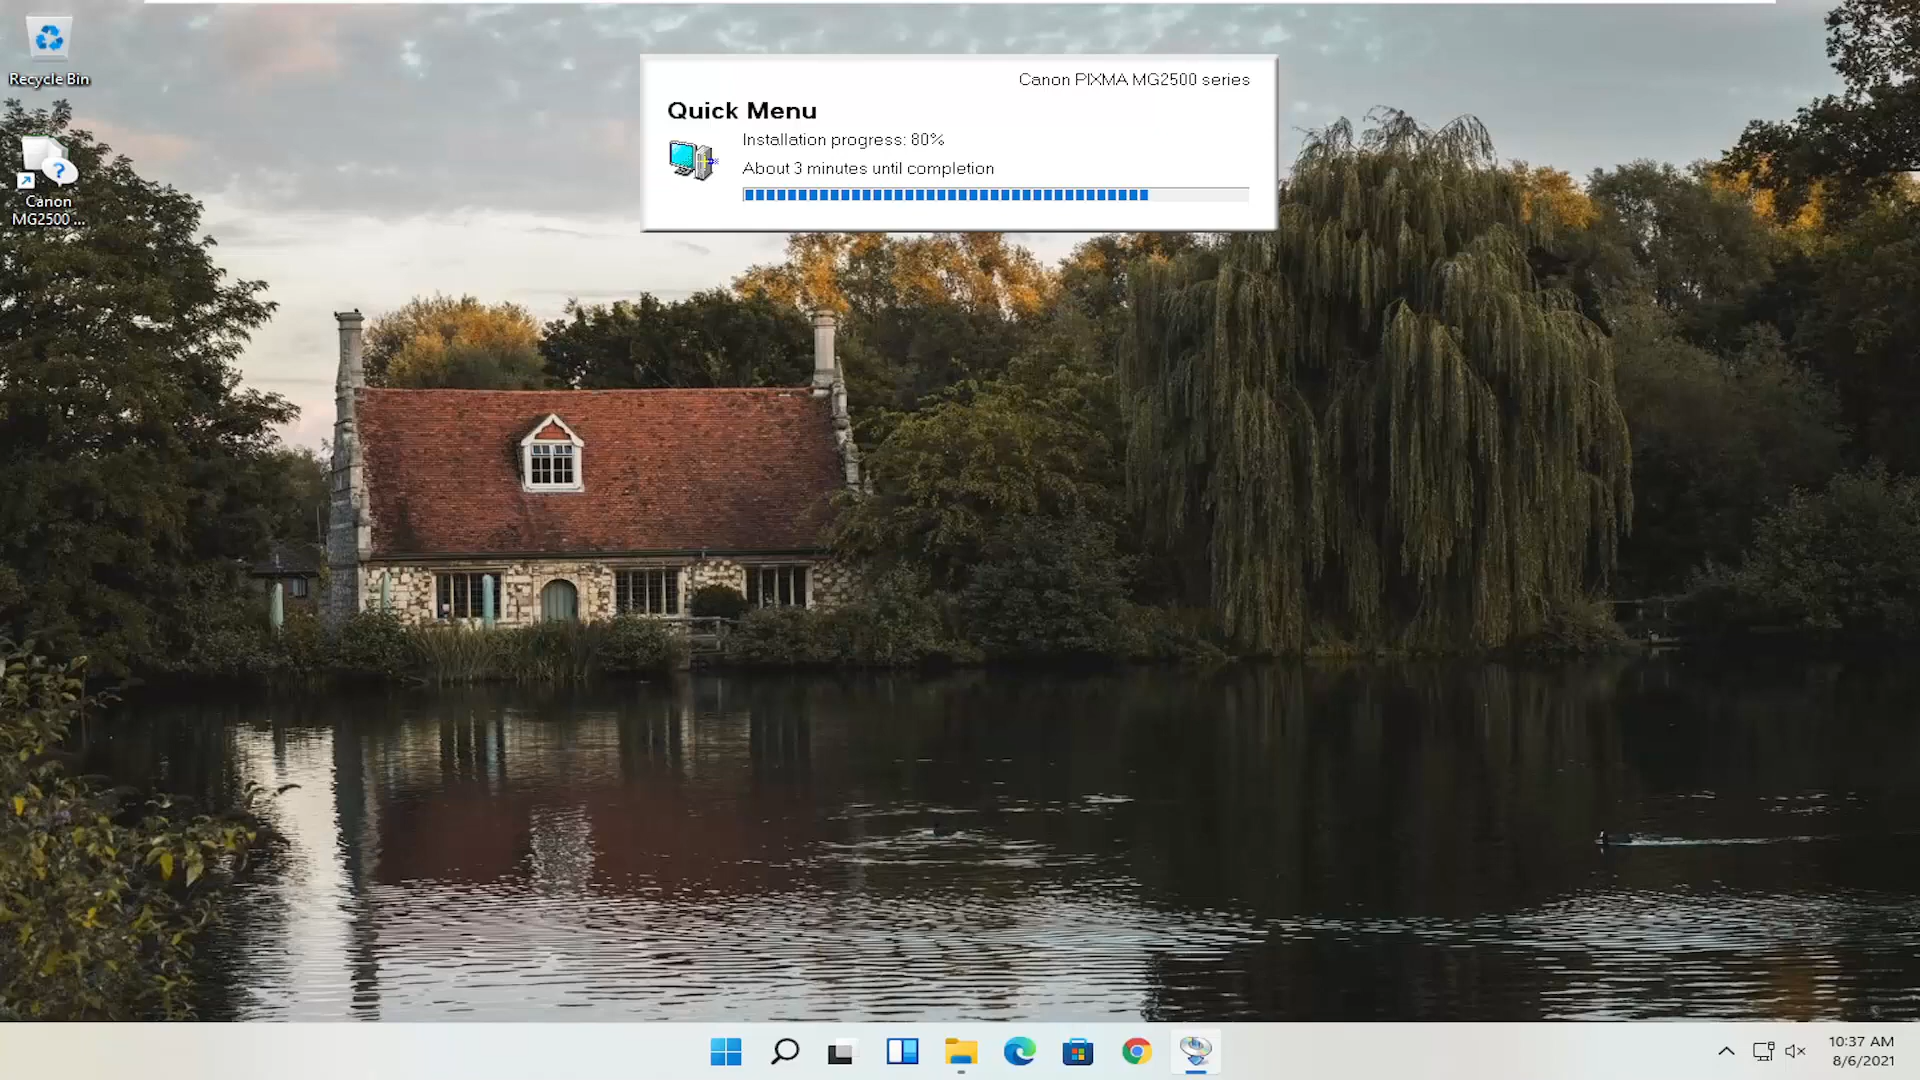 Recycle Bin
Canon
MG2500 ...
Canon PIXMA MG2500 series
Quick Menu
Installation progress: 80%
About 3 minutes until completion
10:37 AM
8/6/2021